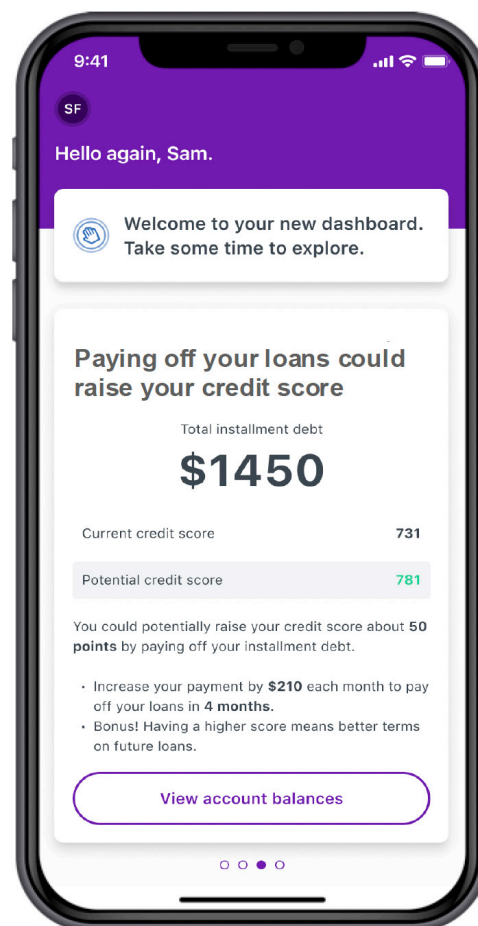 9:41
SF
Hello again, Sam.
Welcome to your new dashboard.
Take some time to explore.
Paying off your loans could
raise your credit score
Total installment debt
$1450
Current credit score 731
Potential credit score 781
You could potentially raise your credit score about 50
points by paying off your installment debt.
• Increase your payment by $210 each month to pay
off your loans in 4 months.
• Bonus! Having a higher score means better terms
on future loans.
View account balances